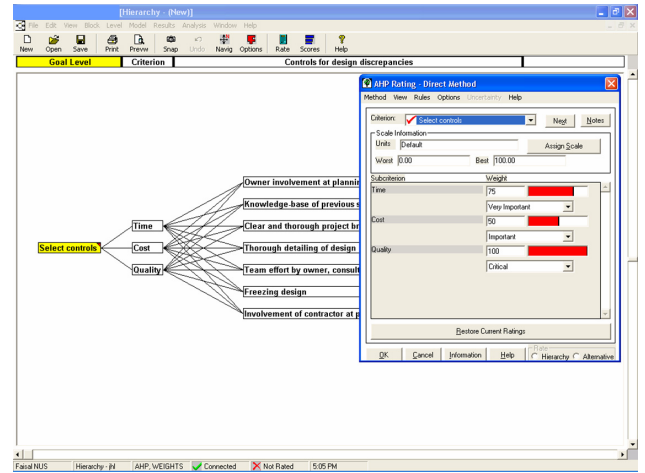 [Hierarchy - (New)]
File Edit View Block Level Model Results Analysis Window Help
New Open Save Print Prevw Snap Undo Navig Options Rate Scores Help
Goal Level Criterion Controls for design discrepancies
AHP Rating - Direct Method
Method View Rules Options Uncertainty Help
Criterion: Select controls Next Notes
Scale Information
Units Default Assign Scale
Worst 0.00 Best 100.00
Subcriterion Weight
Time 75
Very Important
Cost 50
Important
Quality 100
Critical
Restore Current Ratings
OK Cancel Information Help Rate Hierarchy Alternative
Owner involvement at plannin
Knowledge-base of previous s
Time Clear and thorough project br
Select controls Cost Thorough detailing of design
Quality Team effort by owner, consult
Freezing design
Involvement of contractor at p
Faisal NUS Hierarchy - jhl AHP, WEIGHTS Connected Not Rated 5:05 PM